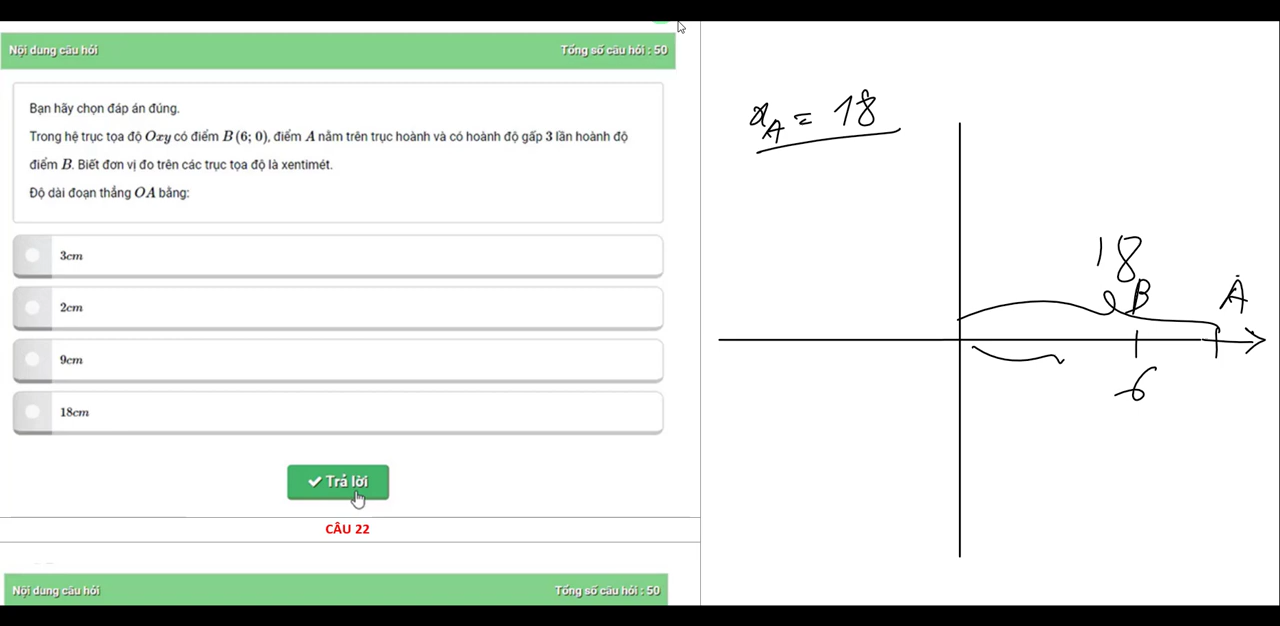 Nội dung câu hỏi
Tổng số câu hỏi : 50
Bạn hãy chọn đáp án đúng.
Trong hệ trục tọa độ Oxy có điểm B (6; 0), điểm A nằm trên trục hoành và có hoành độ gấp 3 lần hoành độ
điểm B. Biết đơn vị đo trên các trục tọa độ là xentimét.
Độ dài đoạn thẳng OA bằng:
3cm
2cm
9cm
18cm
✔ Trả lời
CÂU 22
Nội dung câu hỏi
Tổng số câu hỏi : 50
x_A = 18
18
B
A
6